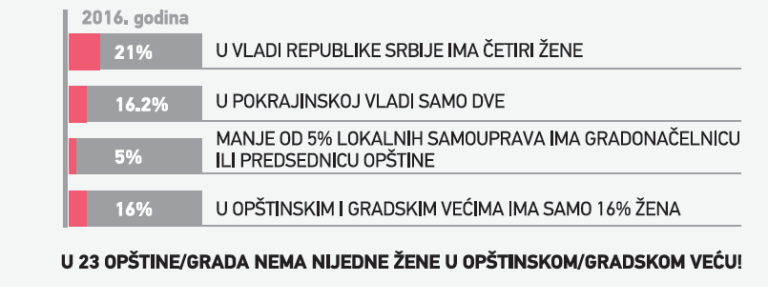 2016. godina
21% U VLADI REPUBLIKE SRBIJE IMA ČETIRI ŽENE
16.2% U POKRAJINSKOJ VLADI SAMO DVE
5% MANJE OD 5% LOKALNIH SAMOUPRAVA IMA GRADONAČELNICU
ILI PREDSEDNICU OPŠTINE
16% U OPŠTINSKIM I GRADSKIM VEĆIMA IMA SAMO 16% ŽENA
U 23 OPŠTINE/GRADA NEMA NIJEDNE ŽENE U OPŠTINSKOM/GRADSKOM VEĆU!